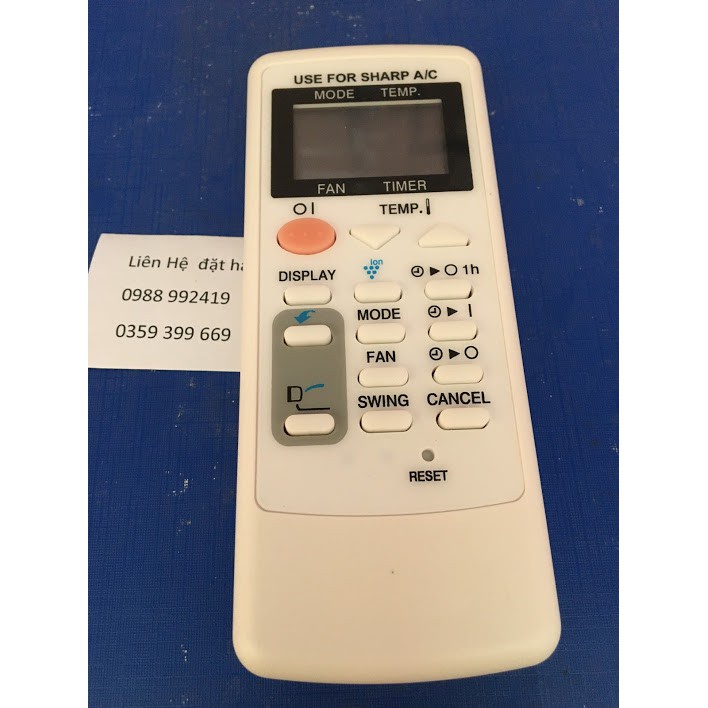 USE FOR SHARP A/C
MODE TEMP.
FAN TIMER
O I TEMP.
ion
DISPLAY 1h
MODE
FAN
SWING CANCEL
RESET
Liên Hệ đặt
0988 992419
0359 399 669